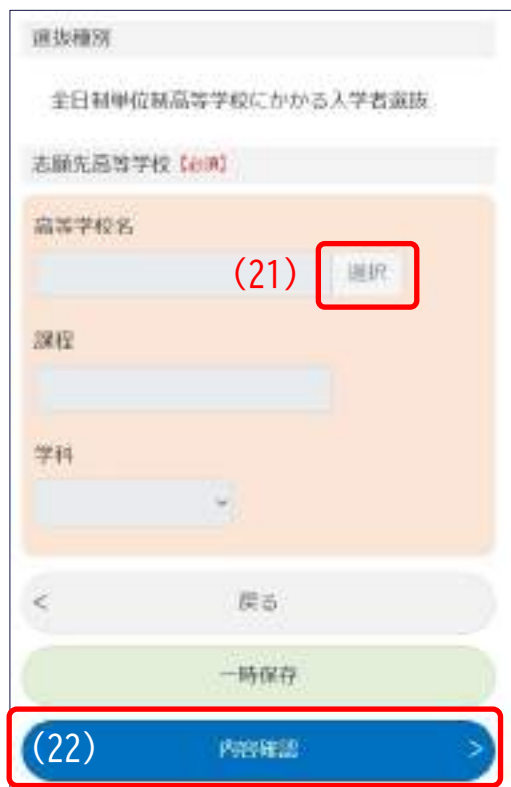 選抜種別
全日制単位制高等学校にかかる入学者選抜
志願先高等学校【必須】
高等学校名
(21) 選択
課程
学科
< 戻る
一時保存
(22) 内容確認 >